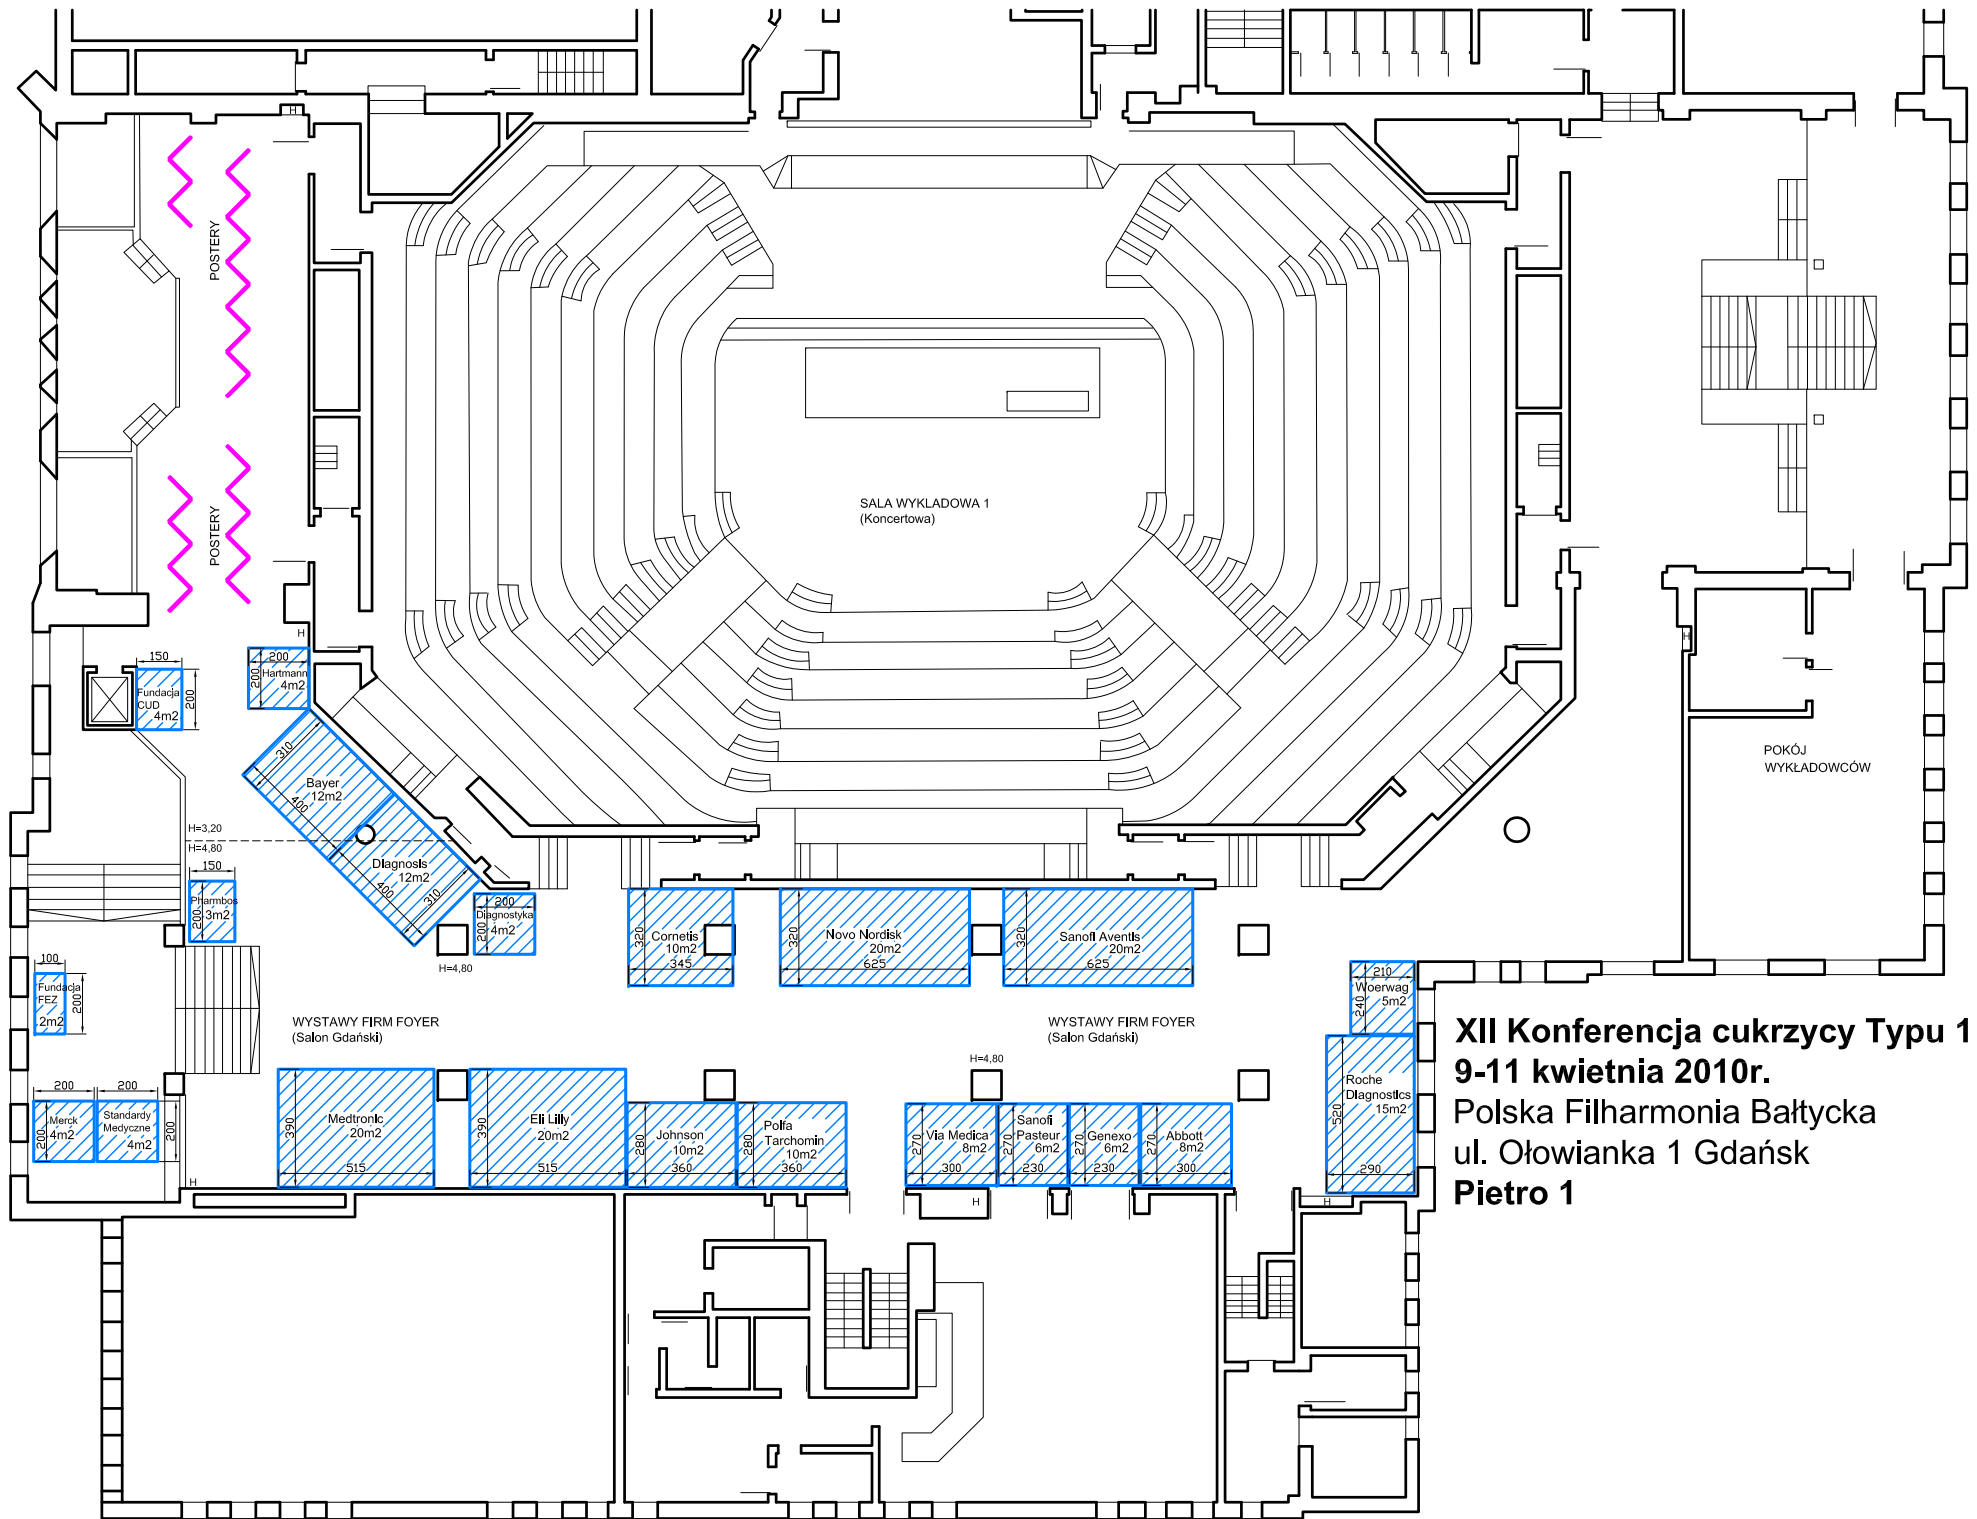 H
POSTERY
POSTERY
SALA WYKLADOWA 1
(Koncertowa)
H
H
150
200
Fundacja
CUD
4m2
200
200
Hartmann
4m2
310
Bayer
12m2
400
POKÓJ
WYKŁADOWCÓW
H=3,20
H=4,80
Diagnosis
12m2
400
310
150
200
Pharmbos
3m2
200
200
Diagnostyka
4m2
H=4,80
320
Cornetis
10m2
345
320
Novo Nordisk
20m2
625
320
Sanofi Aventis
20m2
625
100
Fundacja
FEZ
2m2
200
210
240
Woerwag
5m2
WYSTAWY FIRM FOYER
(Salon Gdański)
WYSTAWY FIRM FOYER
(Salon Gdański)
H=4,80
XII Konferencja cukrzycy Typu 1
9-11 kwietnia 2010r.
Polska Filharmonia Bałtycka
ul. Ołowianka 1 Gdańsk
Pietro 1
200
200
Merck
4m2
200
Standardy
Medyczne
4m2
200
390
Medtronic
20m2
515
390
Eli Lilly
20m2
515
280
Johnson
10m2
360
280
Polfa
Tarchomin
10m2
360
270
Via Medica
8m2
300
270
Sanofi
Pasteur
6m2
230
270
Genexo
6m2
230
270
Abbott
8m2
300
520
Roche
Diagnostics
15m2
290
H
H
H